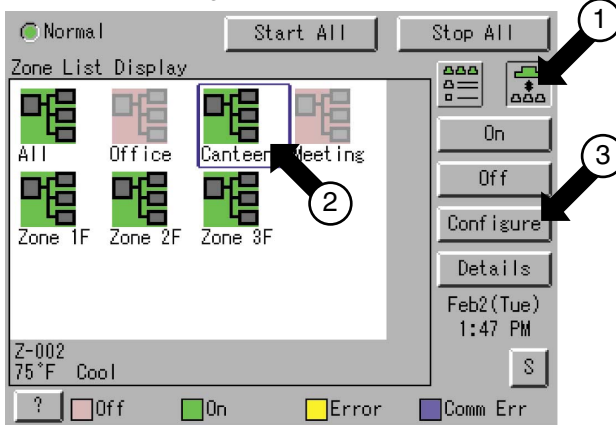 Normal Start All Stop All
Zone List Display
All Office Canteen Meeting
Zone 1F Zone 2F Zone 3F
On
Off
Configure
Details
Feb2(Tue)
1:47 PM
Z-002
75°F Cool
S
? Off On Error Comm Err
1
2
3